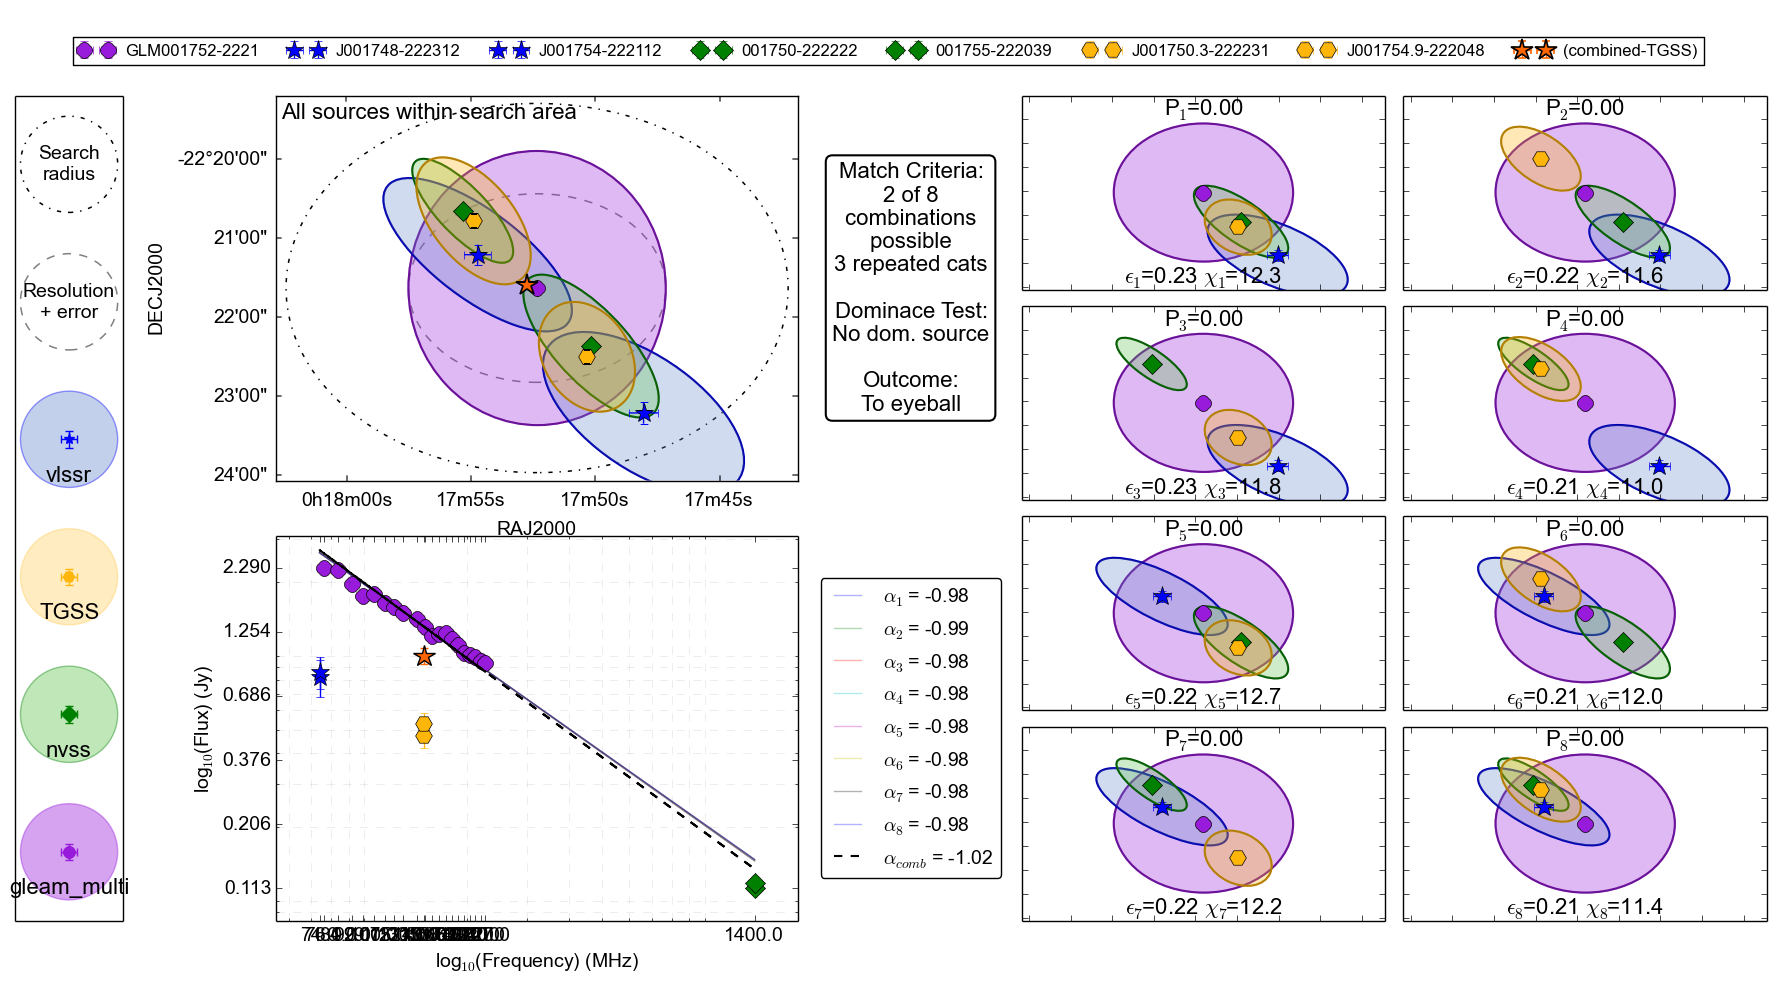 GLM001752-2221 J001748-222312 J001754-222112 001750-222222 001755-222039 J001750.3-222231 J001754.9-222048 (combined-TGSS)
Search
radius
Resolution
+ error
vlssr
TGSS
nvss
gleam_multi
All sources within search area
DECJ2000
-22°20'00"
21'00"
22'00"
23'00"
24'00"
0h18m00s 17m55s 17m50s 17m45s
RAJ2000
Match Criteria:
2 of 8
combinations
possible
3 repeated cats
Dominace Test:
No dom. source
Outcome:
To eyeball
log10(Flux) (Jy)
2.290
1.254
0.686
0.376
0.206
0.113
1400.0
log10(Frequency) (MHz)
α1 = -0.98
α2 = -0.99
α3 = -0.98
α4 = -0.98
α5 = -0.98
α6 = -0.98
α7 = -0.98
α8 = -0.98
αcomb = -1.02
P1=0.00
ϵ1=0.23 χ1=12.3
P2=0.00
ϵ2=0.22 χ2=11.6
P3=0.00
ϵ3=0.23 χ3=11.8
P4=0.00
ϵ4=0.21 χ4=11.0
P5=0.00
ϵ5=0.22 χ5=12.7
P6=0.00
ϵ6=0.21 χ6=12.0
P7=0.00
ϵ7=0.22 χ7=12.2
P8=0.00
ϵ8=0.21 χ8=11.4